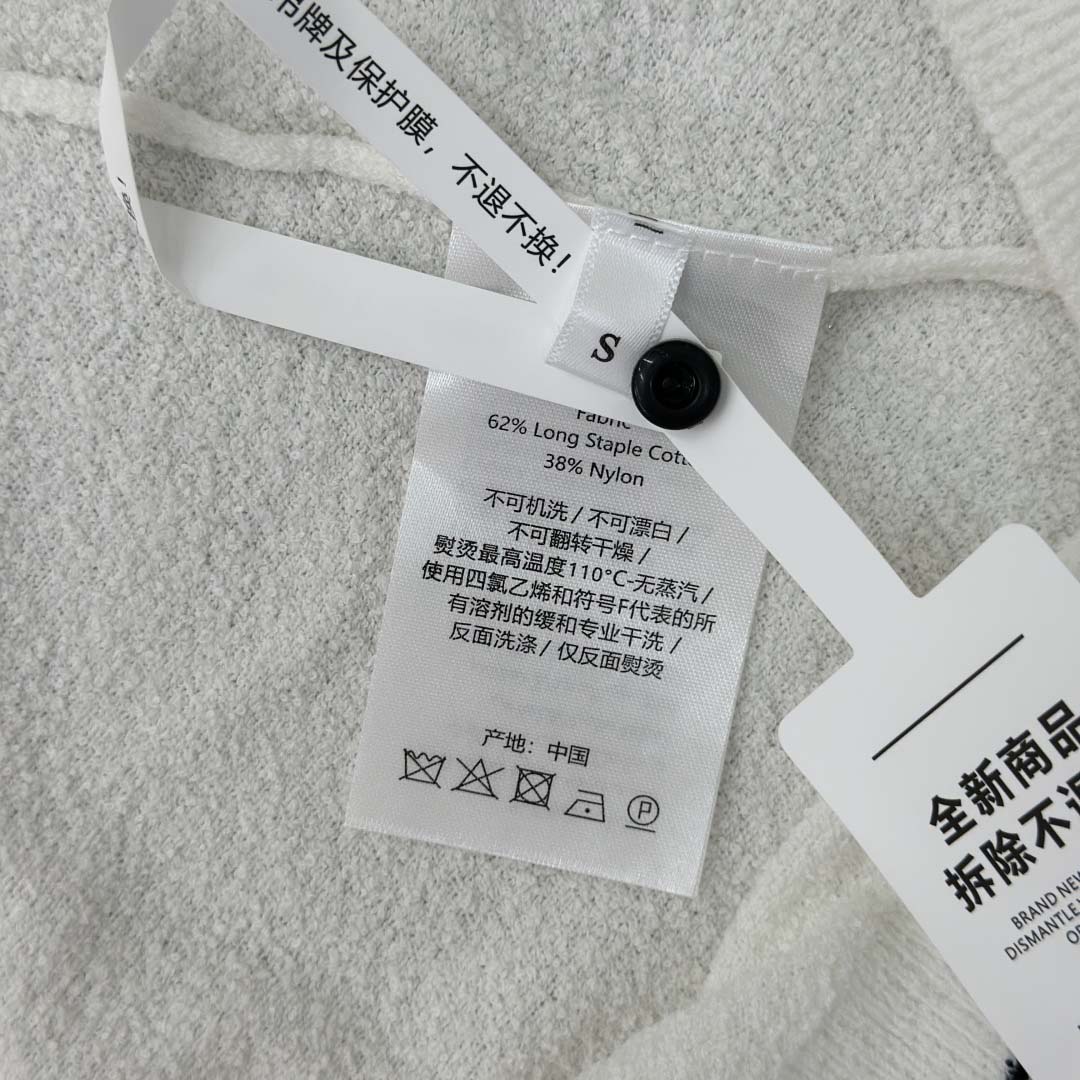 牌及保护膜，不退不换！
S
Fabric
62% Long Staple
38% Nylon
不可机洗 / 不可漂白 /
不可翻转干燥 /
熨烫最高温度110°C-无蒸汽 /
使用四氯乙烯和符号F代表的所
有溶剂的缓和专业干洗 /
反面洗涤 / 仅反面熨烫
产地：中国
P
全新商品
拆除不退
BRAND NEW
DISMANTLE